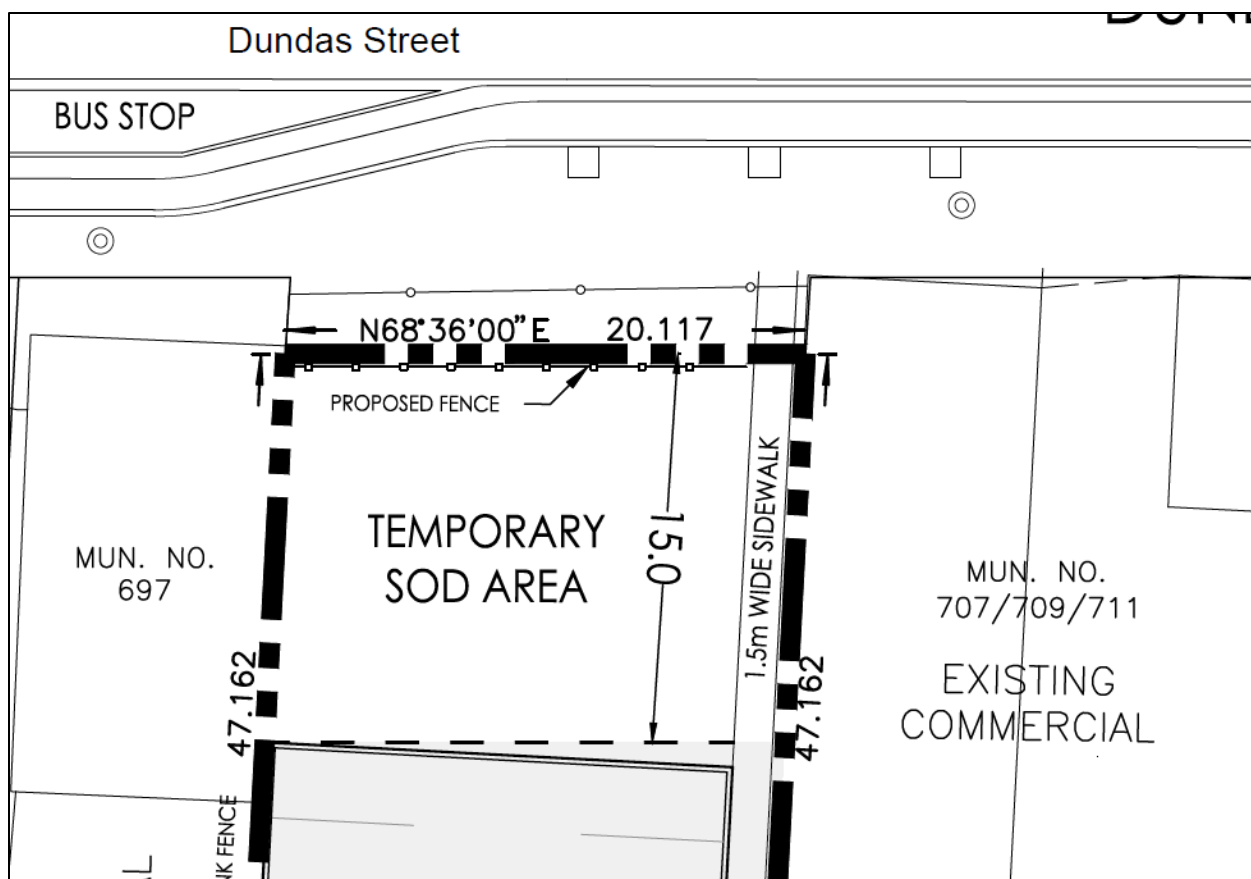 Dundas Street
BUS STOP
N68°36'00" E 20.117
PROPOSED FENCE
TEMPORARY
SOD AREA
15.0
1.5m WIDE SIDEWALK
MUN. NO.
697
MUN. NO.
707/709/711
EXISTING
COMMERCIAL
47.162
47.162
FENCE